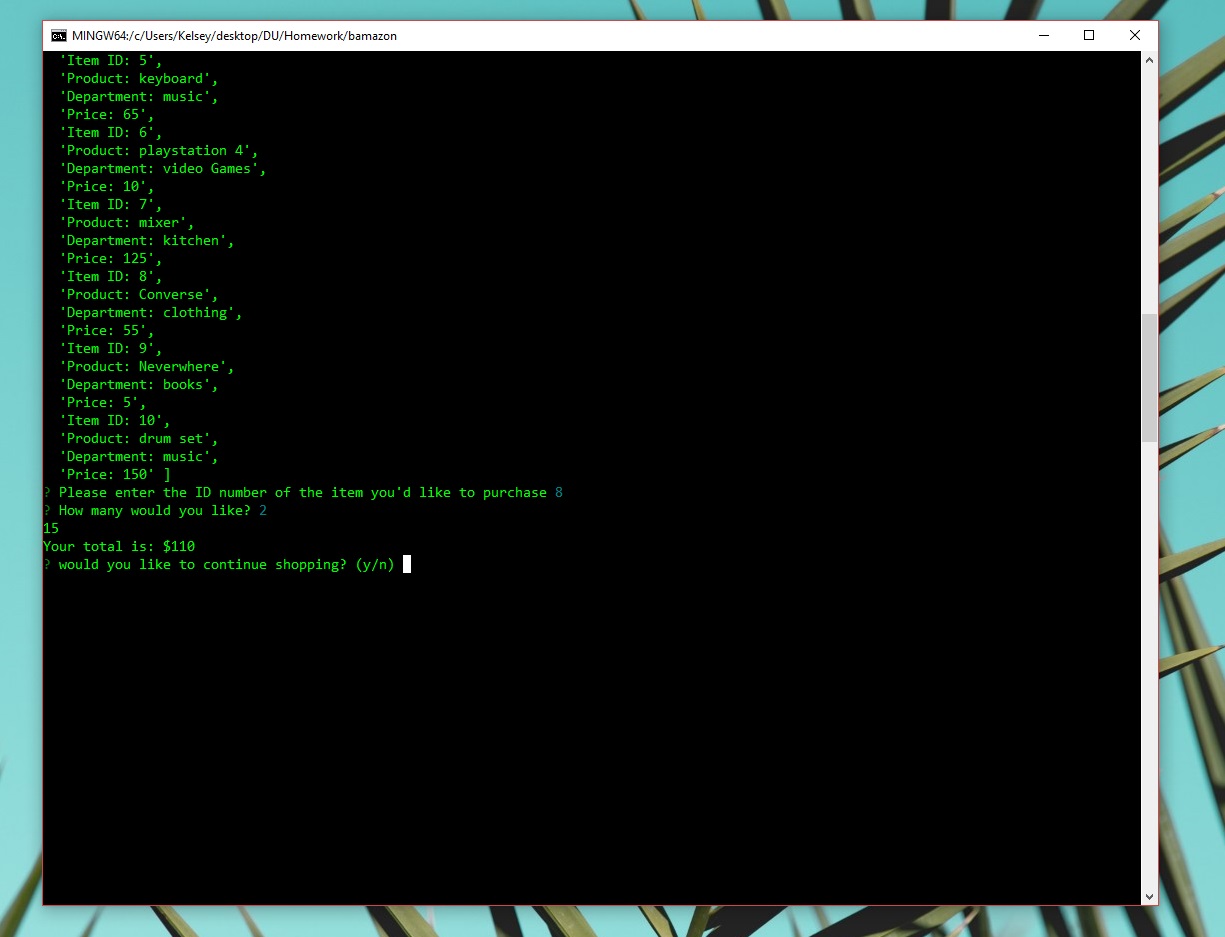 MINGW64:/c/Users/Kelsey/desktop/DU/Homework/bamazon
'Item ID: 5',
'Product: keyboard',
'Department: music',
'Price: 65',
'Item ID: 6',
'Product: playstation 4',
'Department: video Games',
'Price: 10',
'Item ID: 7',
'Product: mixer',
'Department: kitchen',
'Price: 125',
'Item ID: 8',
'Product: Converse',
'Department: clothing',
'Price: 55',
'Item ID: 9',
'Product: Neverwhere',
'Department: books',
'Price: 5',
'Item ID: 10',
'Product: drum set',
'Department: music',
'Price: 150' ]
? Please enter the ID number of the item you'd like to purchase 8
? How many would you like? 2
15
Your total is: $110
? would you like to continue shopping? (y/n)